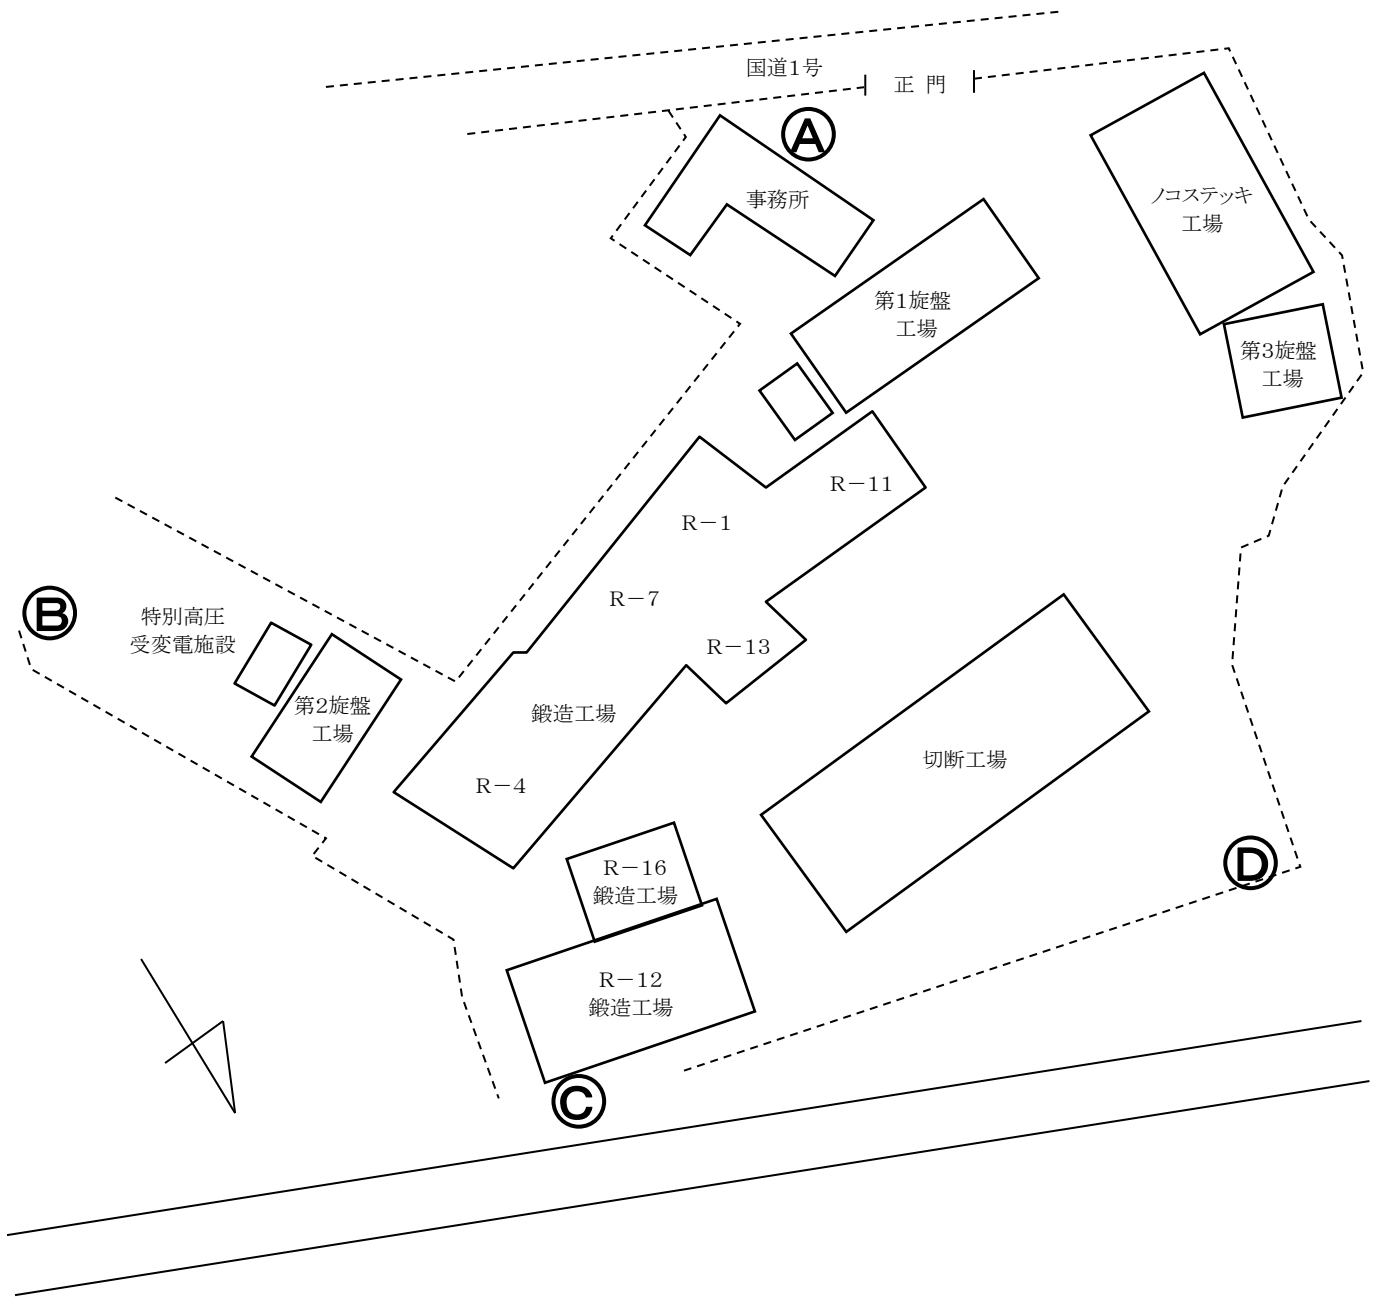 国道1号
正 門
A
事務所
ノコステッキ
工場
第1旋盤
工場
第3旋盤
工場
R－11
R－1
R－7
B
特別高圧
受変電施設
R－13
第2旋盤
工場
鍛造工場
切断工場
R－4
R－16
鍛造工場
D
R－12
鍛造工場
C